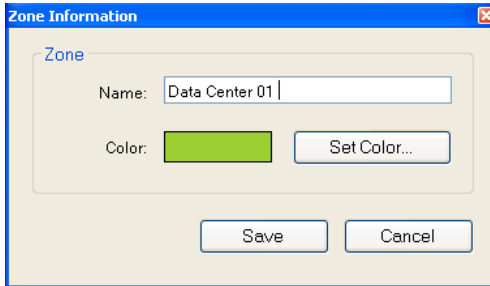 Zone Information
Zone
Name: Data Center 01
Color: Set Color...
Save Cancel